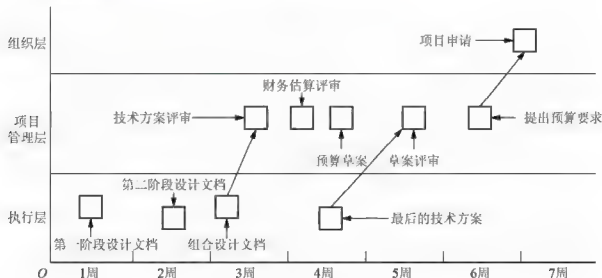 组织层
项目申请
财务估算评审
技术方案评审
项目
管理层
预算草案
草案评审
提出预算要求
第二阶段设计文档
执行层
最后的技术方案
第一阶段设计文档
组合设计文档
O 1周 2周 3周 4周 5周 6周 7周